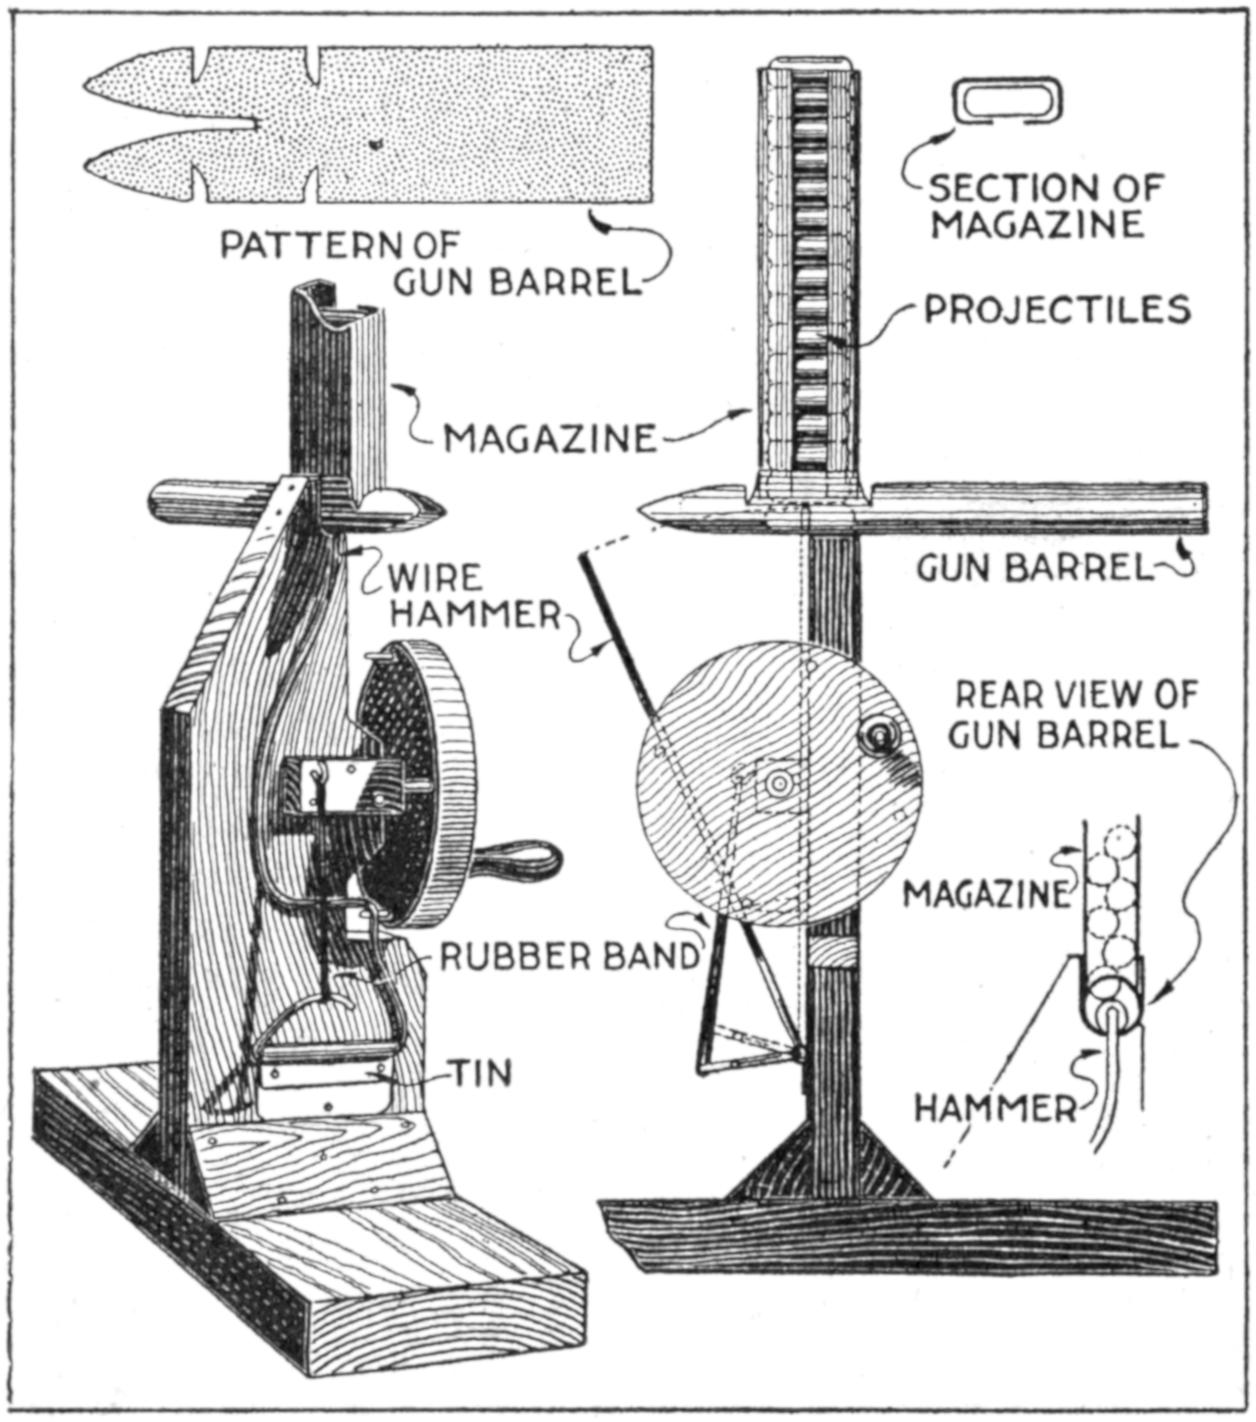 PATTERN OF
GUN BARREL
SECTION OF
MAGAZINE
PROJECTILES
MAGAZINE
WIRE
HAMMER
GUN BARREL
REAR VIEW OF
GUN BARREL
MAGAZINE
RUBBER BAND
TIN
HAMMER